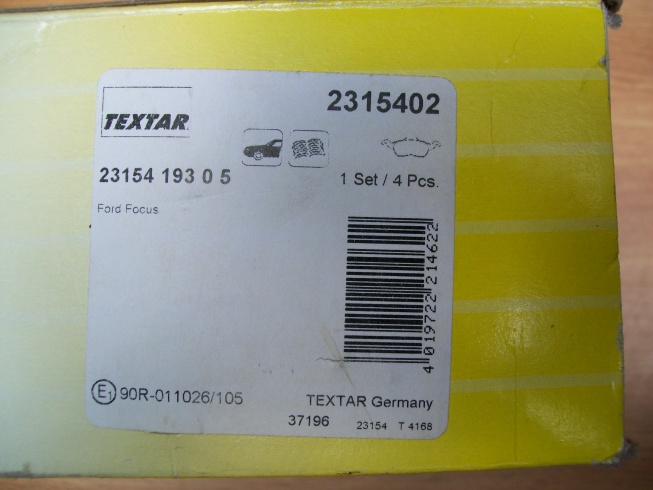 TEXTAR
2315402
23154 193 0 5
1 Set / 4 Pcs.
Ford Focus
4 019722 214622
E1 90R-011026/105
TEXTAR Germany
37196 23154 T 4168